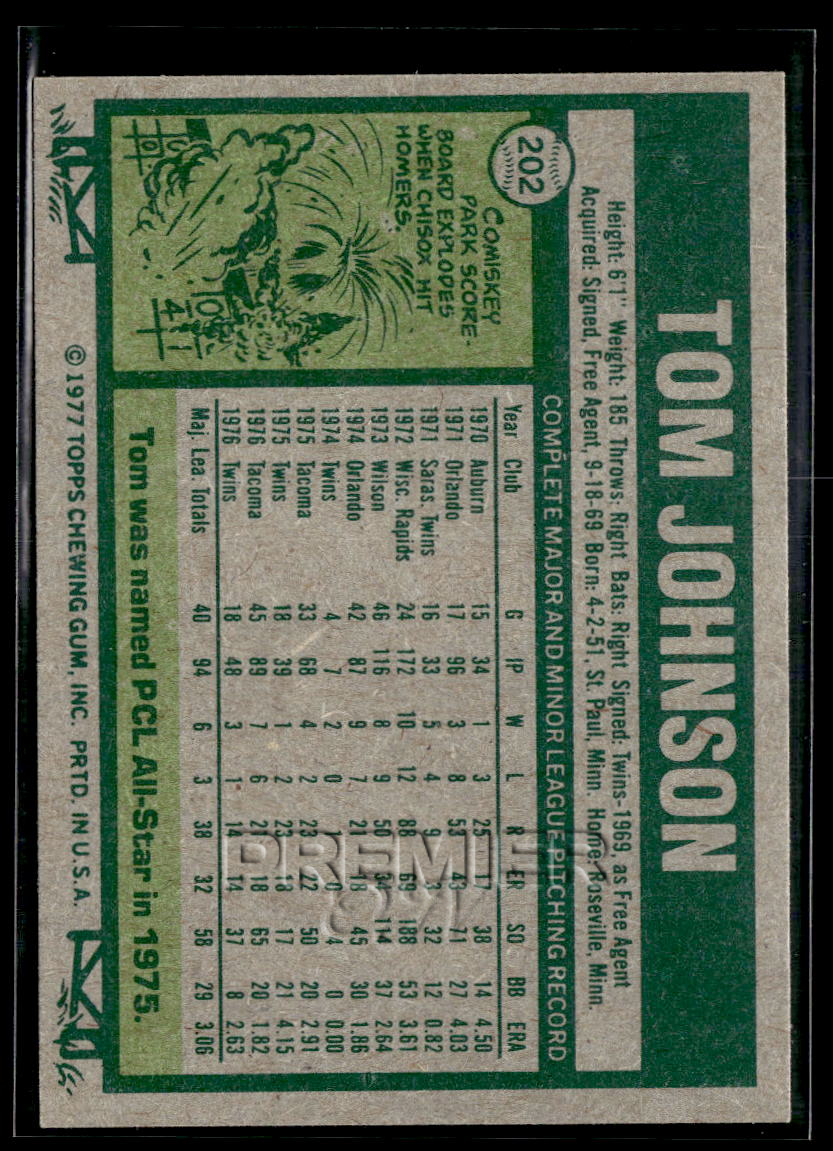 TOM JOHNSON
Height: 6'1" Weight: 185 Throws: Right Bats: Right Signed: Twins-1969, as Free Agent
Acquired: Signed, Free Agent, 9-18-69 Born: 4-2-51, St. Paul, Minn. Home: Roseville, Minn.
202
COMISKEY
PARK SCORE-
BOARD EXPLODES
WHEN CHISOX HIT
HOMERS.
10
4 1
0
COMPLETE MAJOR AND MINOR LEAGUE PITCHING RECORD
Year Club G IP W L R ER SO BB ERA
1970 Auburn 15 34 1 3 25 17 38 14 4.50
1971 Orlando 17 96 3 8 53 43 71 27 4.03
1971 Saras. Twins 16 33 5 4 9 3 32 12 0.82
1972 Wisc. Rapids 24 172 10 12 88 69 188 53 3.61
1973 Wilson 46 116 8 9 50 34 114 37 2.64
1974 Orlando 42 87 9 7 21 18 45 30 1.86
1974 Twins 4 7 2 0 1 0 4 0 0.00
1975 Tacoma 33 68 4 2 23 22 50 20 2.91
1975 Twins 18 39 1 2 23 18 17 21 4.15
1976 Tacoma 45 89 7 6 21 18 65 20 1.82
1976 Twins 18 48 3 1 14 14 37 8 2.63
Maj. Lea. Totals 40 94 6 3 38 32 58 29 3.06
Tom was named PCL All-Star in 1975.
© 1977 TOPPS CHEWING GUM, INC. PRTD. IN U.S.A.
PREMIER